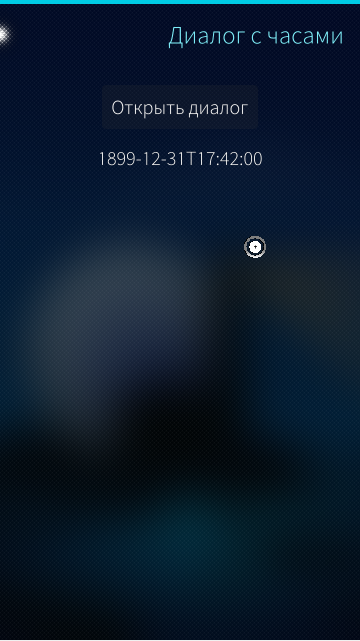 Диалог с часами
Открыть диалог
1899-12-31T17:42:00